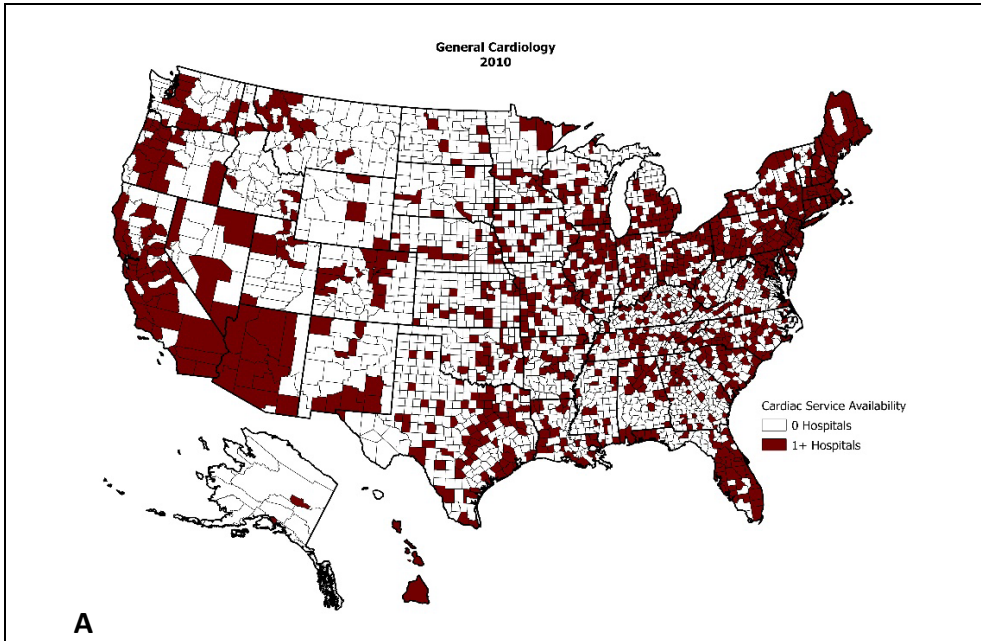 General Cardiology
2010
Cardiac Service Availability
0 Hospitals
1+ Hospitals
A